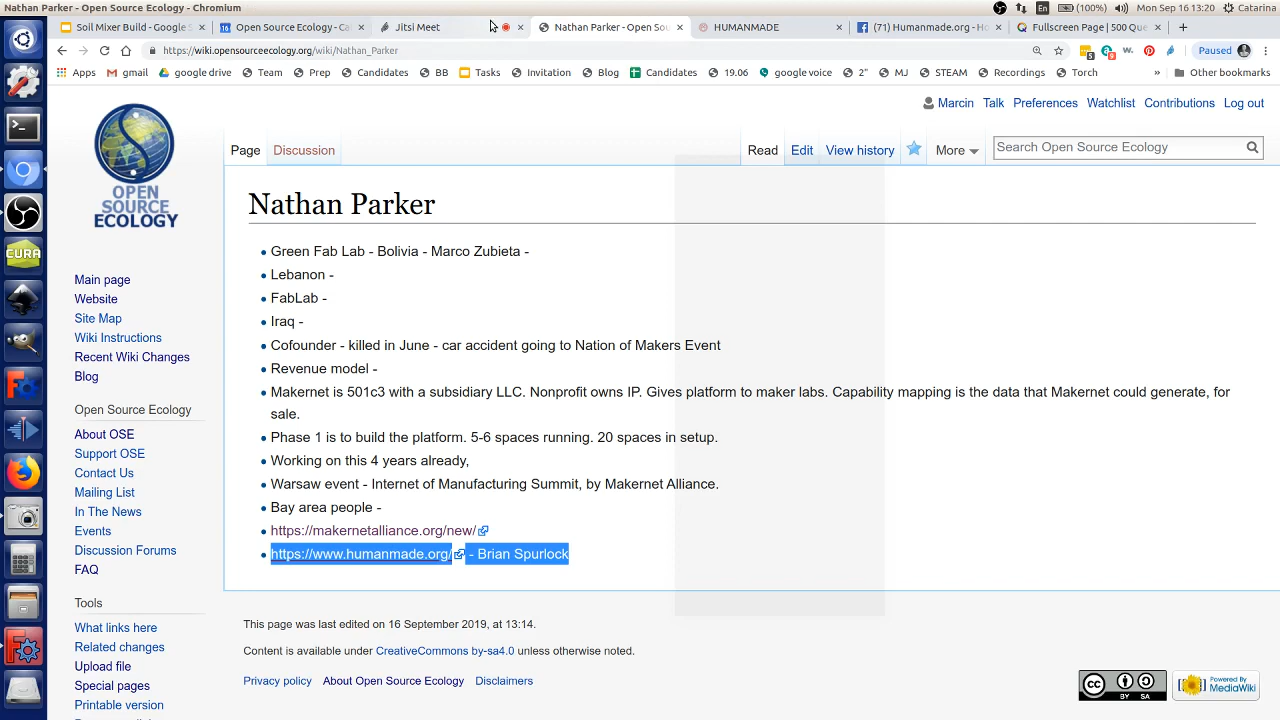 Nathan Parker - Open Source Ecology - Chromium
En (100%) Mon Sep 16 13:20 Catarina
Soil Mixer Build - Google S
Open Source Ecology - Cal
Jitsi Meet
Nathan Parker - Open Sou
HUMANMADE
(71) Humanmade.org - Ho
Fullscreen Page | 500 Que
https://wiki.opensourceecology.org/wiki/Nathan_Parker
Paused
Apps gmail google drive Team Prep Candidates BB Tasks Invitation Blog Candidates 19.06 google voice 2" MJ STEAM Recordings Torch » Other bookmarks
Marcin Talk Preferences Watchlist Contributions Log out
Page Discussion Read Edit View history More
Search Open Source Ecology
OPEN
SOURCE
ECOLOGY
Main page
Website
Site Map
Wiki Instructions
Recent Wiki Changes
Blog
Open Source Ecology
About OSE
Support OSE
Contact Us
Mailing List
In The News
Events
Discussion Forums
FAQ
Tools
What links here
Related changes
Upload file
Special pages
Printable version
Nathan Parker
Green Fab Lab - Bolivia - Marco Zubieta -
Lebanon -
FabLab -
Iraq -
Cofounder - killed in June - car accident going to Nation of Makers Event
Revenue model -
Makernet is 501c3 with a subsidiary LLC. Nonprofit owns IP. Gives platform to maker labs. Capability mapping is the data that Makernet could generate, for
sale.
Phase 1 is to build the platform. 5-6 spaces running. 20 spaces in setup.
Working on this 4 years already,
Warsaw event - Internet of Manufacturing Summit, by Makernet Alliance.
Bay area people -
https://makernetalliance.org/new/
https://www.humanmade.org/ - Brian Spurlock
This page was last edited on 16 September 2019, at 13:14.
Content is available under CreativeCommons by-sa4.0 unless otherwise noted.
Privacy policy About Open Source Ecology Disclaimers
CC BY SA
Powered By
MediaWiki
CURA